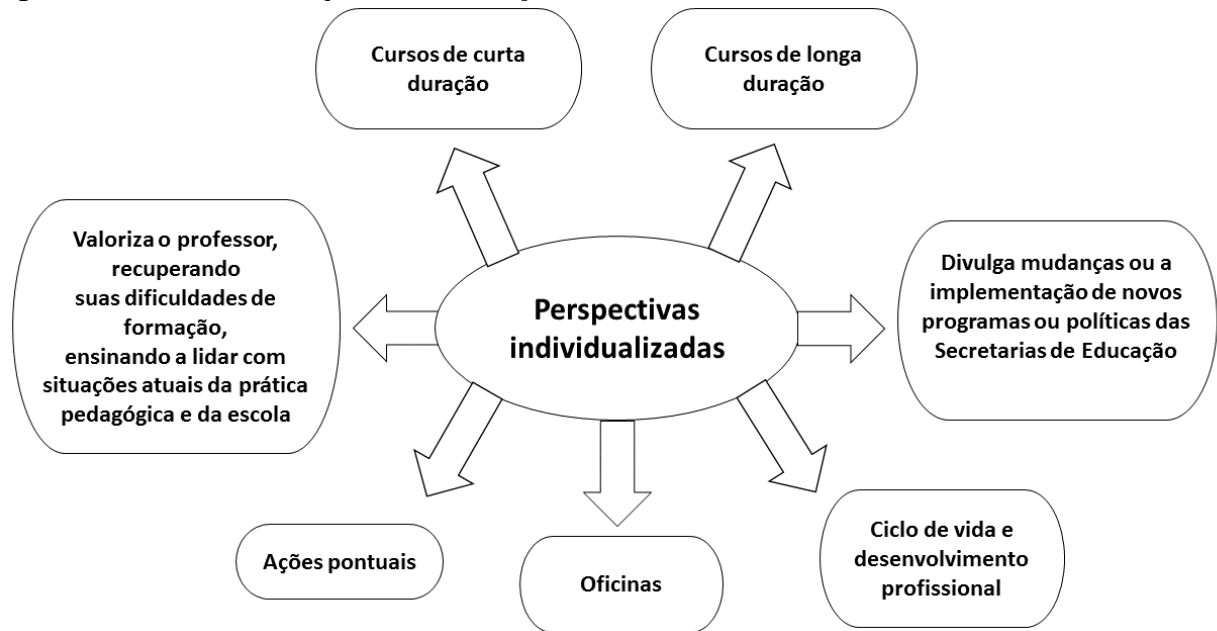 Cursos de curta
duração
Cursos de longa
duração
Valoriza o professor,
recuperando
suas dificuldades de
formação,
ensinando a lidar com
situações atuais da prática
pedagógica e da escola
Perspectivas
individualizadas
Divulga mudanças ou a
implementação de novos
programas ou políticas das
Secretarias de Educação
Ações pontuais
Oficinas
Ciclo de vida e
desenvolvimento
profissional